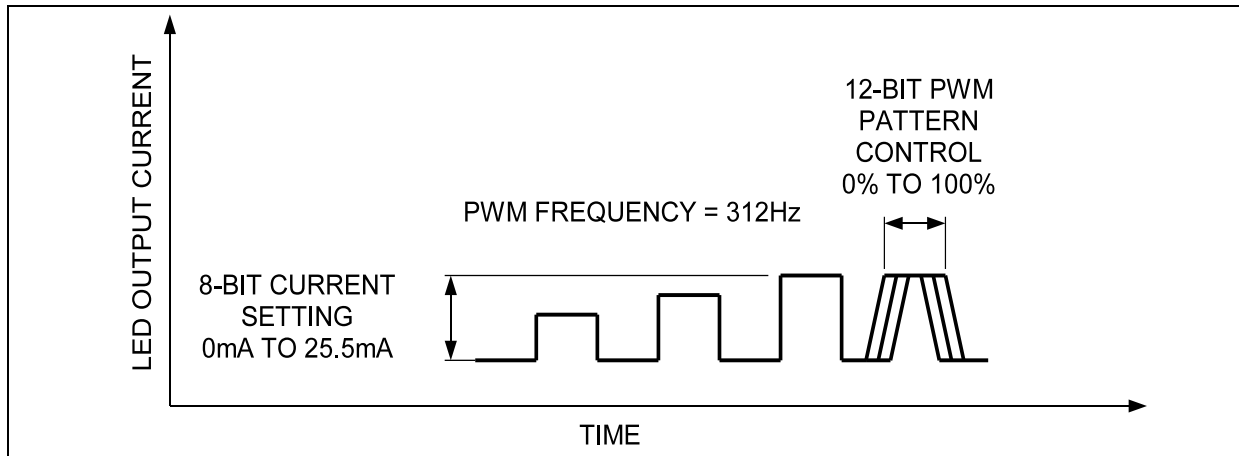 12-BIT PWM
PATTERN
CONTROL
0% TO 100%
PWM FREQUENCY = 312Hz
8-BIT CURRENT
SETTING
0mA TO 25.5mA
LED OUTPUT CURRENT
TIME